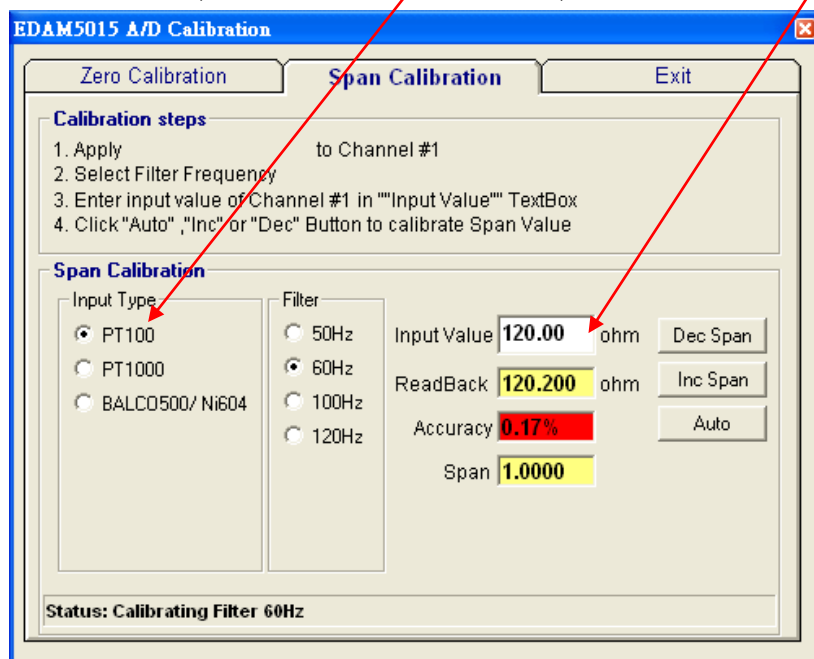 EDAM5015 A/D Calibration
Zero Calibration
Span Calibration
Exit
Calibration steps
1. Apply to Channel #1
2. Select Filter Frequency
3. Enter input value of Channel #1 in ""Input Value"" TextBox
4. Click "Auto" ,"Inc" or "Dec" Button to calibrate Span Value
Span Calibration
Input Type
PT100
PT1000
BALCO500/ Ni604
Filter
50Hz
60Hz
100Hz
120Hz
Input Value 120.00 ohm
ReadBack 120.200 ohm
Accuracy 0.17%
Span 1.0000
Dec Span
Inc Span
Auto
Status: Calibrating Filter 60Hz